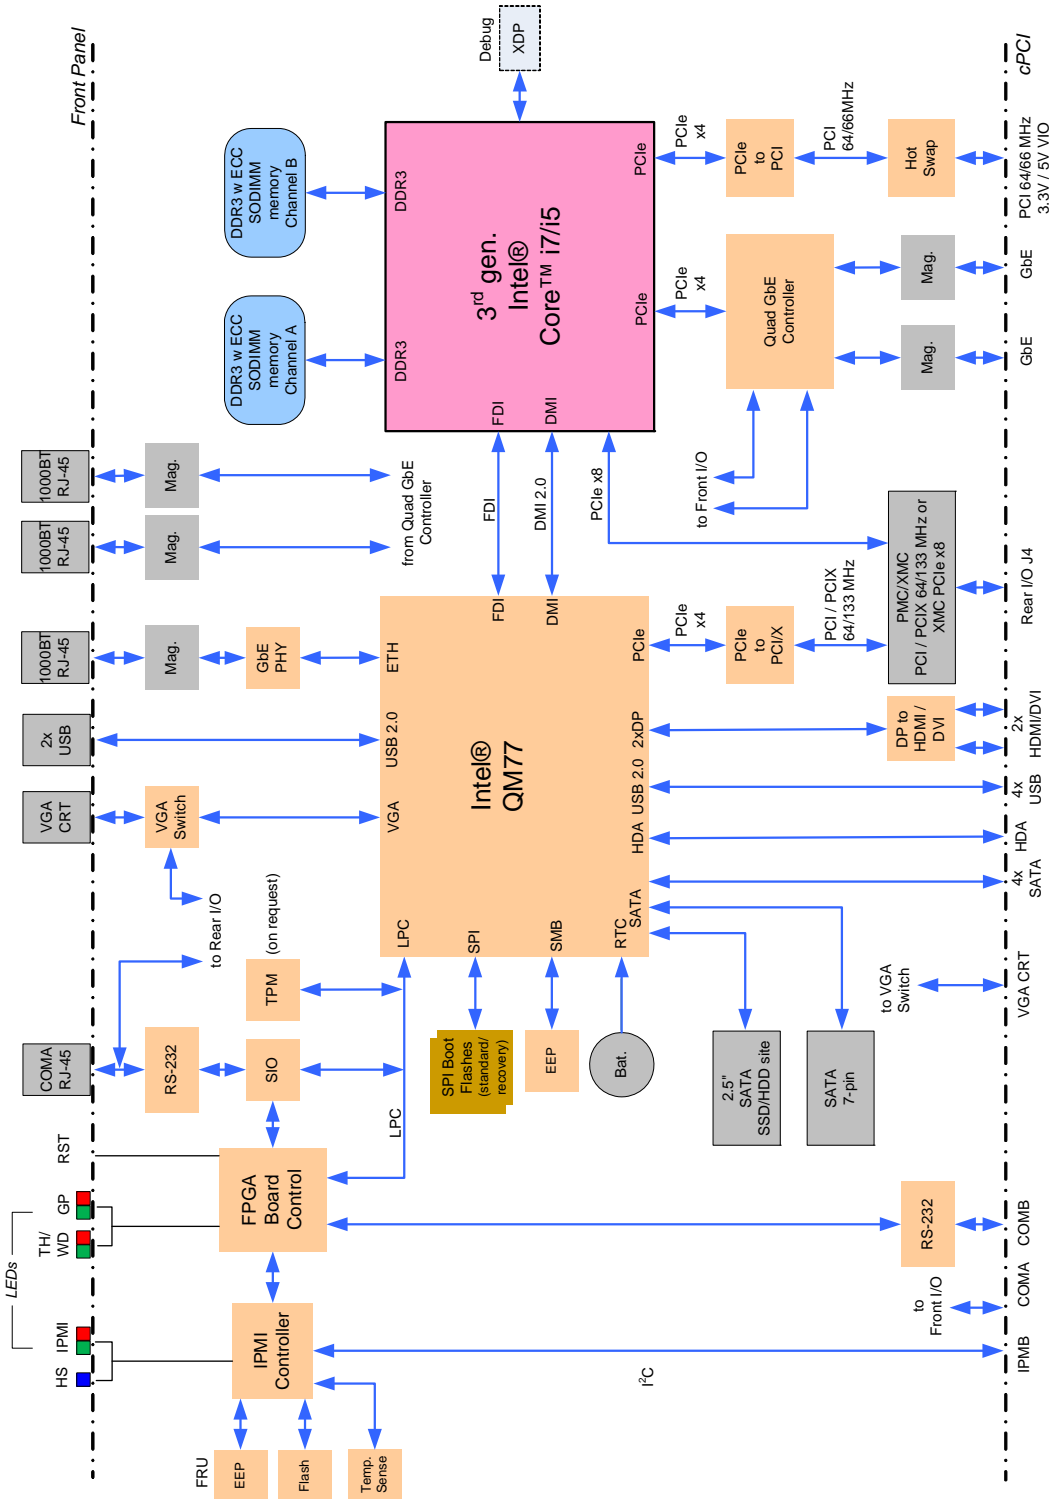 Front Panel
LEDs
HS
IPMI
TH/
WD
GP
RST
COMA
RJ-45
VGA
CRT
2x
USB
1000BT
RJ-45
1000BT
RJ-45
1000BT
RJ-45
RS-232
VGA
Switch
Mag.
Mag.
Mag.
to Rear I/O
DDR3 w ECC
SODIMM
memory
Channel A
DDR3 w ECC
SODIMM
memory
Channel B
Debug
XDP
FRU
EEP
Flash
Temp.
Sense
IPMI
Controller
FPGA
Board
Control
SIO
TPM
(on request)
GbE
PHY
LPC
from Quad GbE
Controller
LPC
VGA
USB 2.0
ETH
SPI
SMB
RTC
SATA
HDA
USB 2.0
2xDP
PCIe
FDI
DMI
Intel®
QM77
SPI Boot
Flashes
(standard/
recovery)
EEP
Bat.
FDI
DMI 2.0
PCIe x8
DDR3
DDR3
FDI
DMI
3rd gen.
Intel®
Core™ i7/i5
PCIe
PCIe
PCIe
x4
PCIe
x4
PCIe
x4
PCIe
to
PCI/X
PCI / PCIX
64/133 MHz
to Front I/O
Quad GbE
Controller
PCIe
to
PCI
PCI
64/66MHz
2.5"
SATA
SSD/HDD site
SATA
7-pin
I2C
to
Front I/O
RS-232
to VGA
Switch
DP to
HDMI /
DVI
PMC/XMC
PCI / PCIX 64/133 MHz or
XMC PCIe x8
Mag.
Mag.
Hot
Swap
IPMB
COMA
COMB
VGA CRT
4x
SATA
HDA
4x
USB
2x
HDMI/DVI
Rear I/O J4
GbE
GbE
PCI 64/66 MHz
3.3V / 5V VIO
cPCI